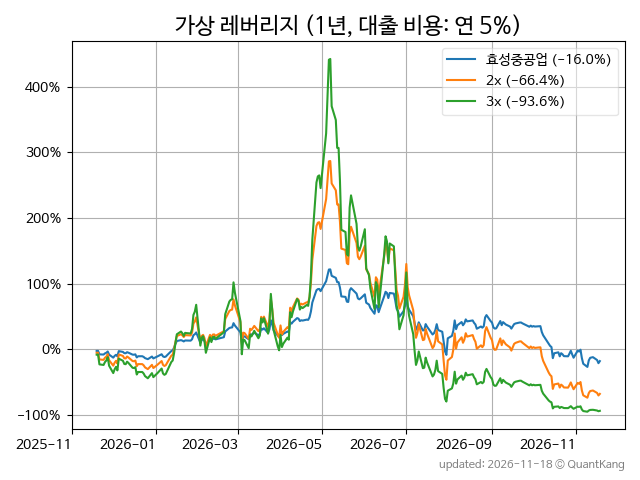 가상 레버리지 (1년, 대출 비용: 연 5%)
효성중공업 (-16.0%)
2x (-66.4%)
3x (-93.6%)
400%
300%
200%
100%
0%
-100%
2025-11 2026-01 2026-03 2026-05 2026-07 2026-09 2026-11
updated: 2026-11-18 © QuantKang